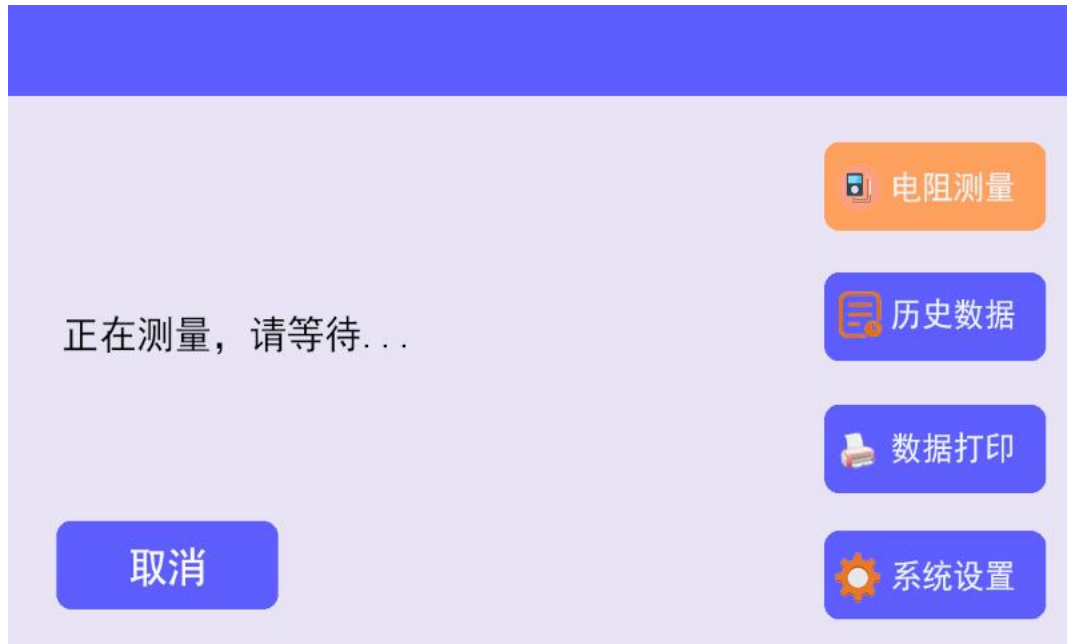 电阻测量
历史数据
正在测量，请等待...
数据打印
取消
系统设置